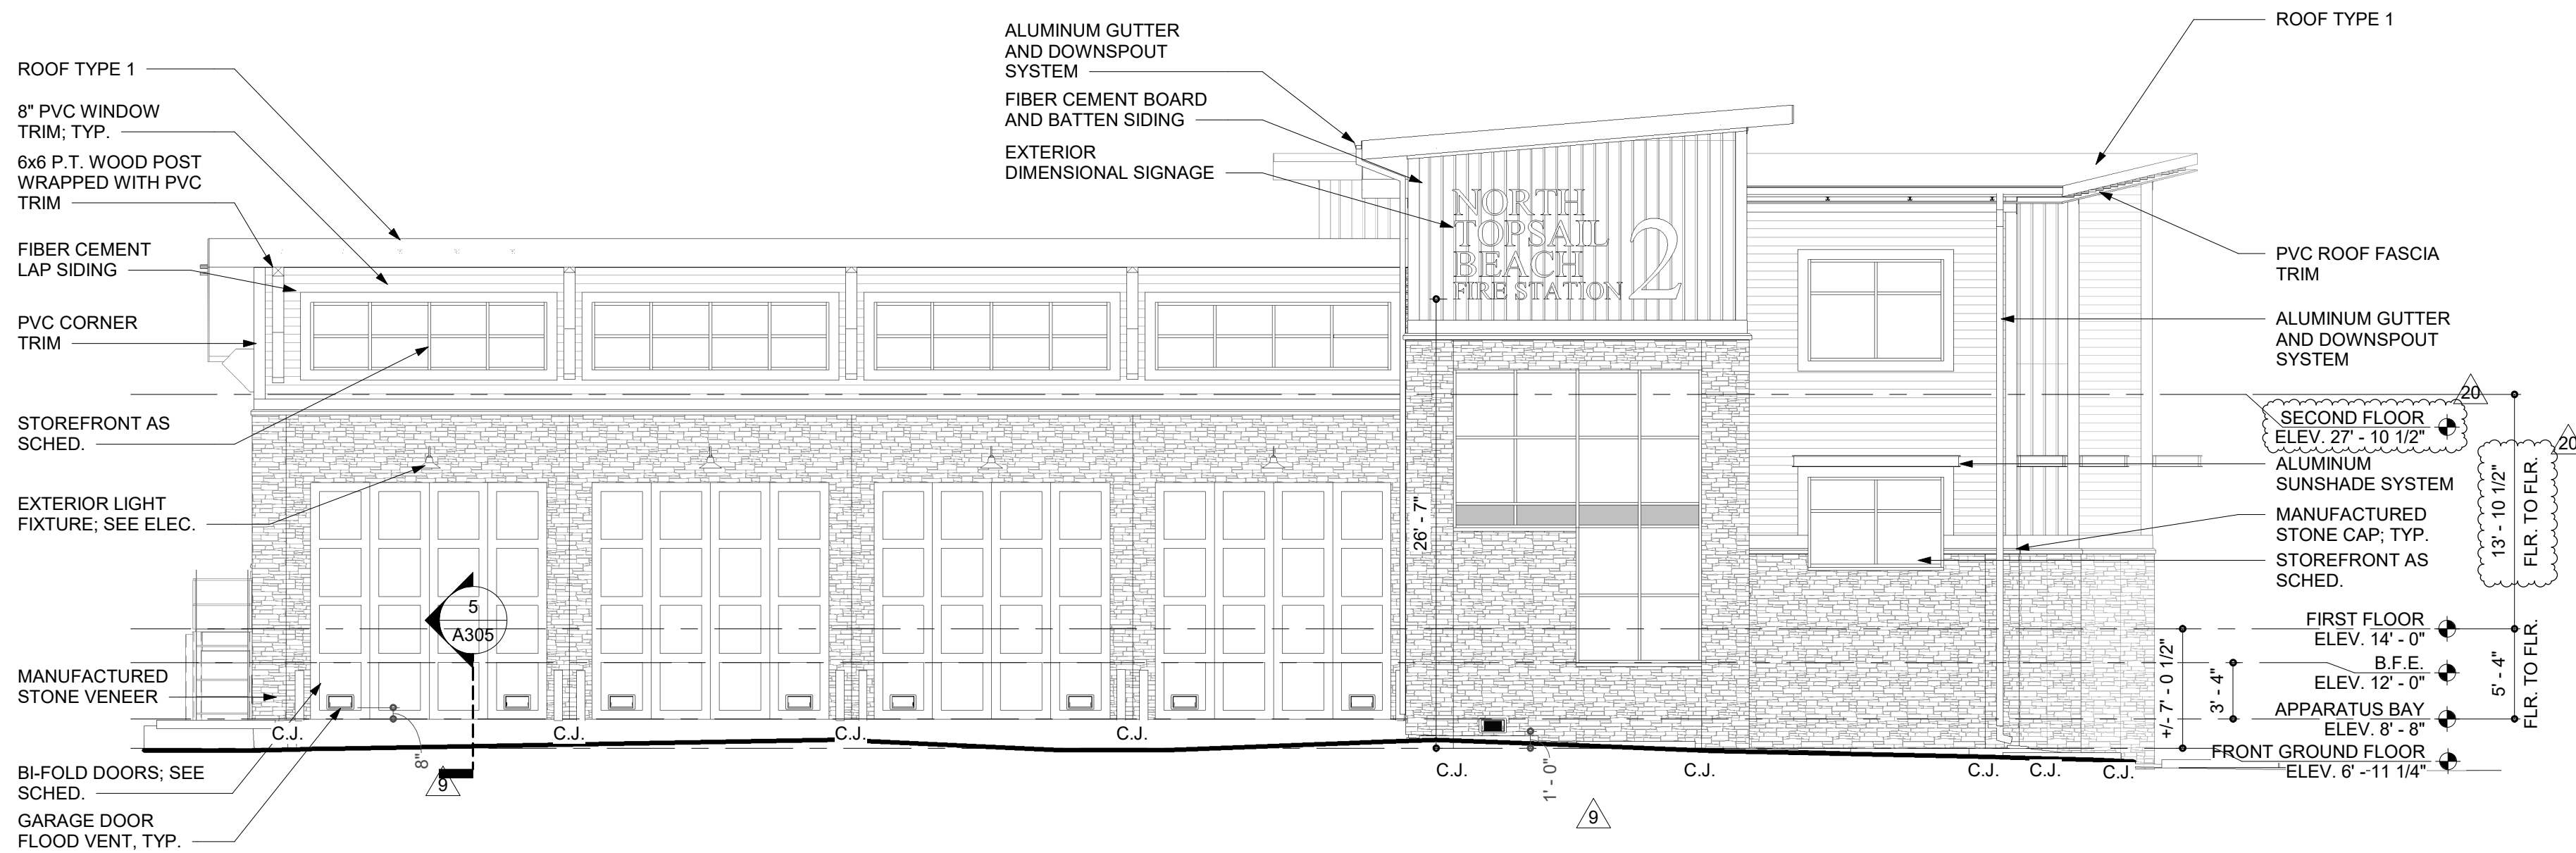 ROOF TYPE 1
8" PVC WINDOW
TRIM; TYP.
6x6 P.T. WOOD POST
WRAPPED WITH PVC
TRIM
FIBER CEMENT
LAP SIDING
PVC CORNER
TRIM
STOREFRONT AS
SCHED.
EXTERIOR LIGHT
FIXTURE; SEE ELEC.
MANUFACTURED
STONE VENEER
BI-FOLD DOORS; SEE
SCHED.
GARAGE DOOR
FLOOD VENT, TYP.
ALUMINUM GUTTER
AND DOWNSPOUT
SYSTEM
FIBER CEMENT BOARD
AND BATTEN SIDING
EXTERIOR
DIMENSIONAL SIGNAGE
NORTH
TOPSAIL
BEACH
FIRE STATION
2
26' - 7"
5
A305
C.J.
C.J.
C.J.
C.J.
8"
9
C.J.
C.J.
C.J.
C.J.
C.J.
1' - 0"
9
ROOF TYPE 1
PVC ROOF FASCIA
TRIM
ALUMINUM GUTTER
AND DOWNSPOUT
SYSTEM
20
SECOND FLOOR
ELEV. 27' - 10 1/2"
20
ALUMINUM
SUNSHADE SYSTEM
MANUFACTURED
STONE CAP; TYP.
STOREFRONT AS
SCHED.
13' - 10 1/2"
FLR. TO FLR.
FIRST FLOOR
ELEV. 14' - 0"
B.F.E.
ELEV. 12' - 0"
APPARATUS BAY
ELEV. 8' - 8"
FRONT GROUND FLOOR
ELEV. 6' - 11 1/4"
+/- 7' - 0 1/2"
3' - 4"
5' - 4"
FLR. TO FLR.